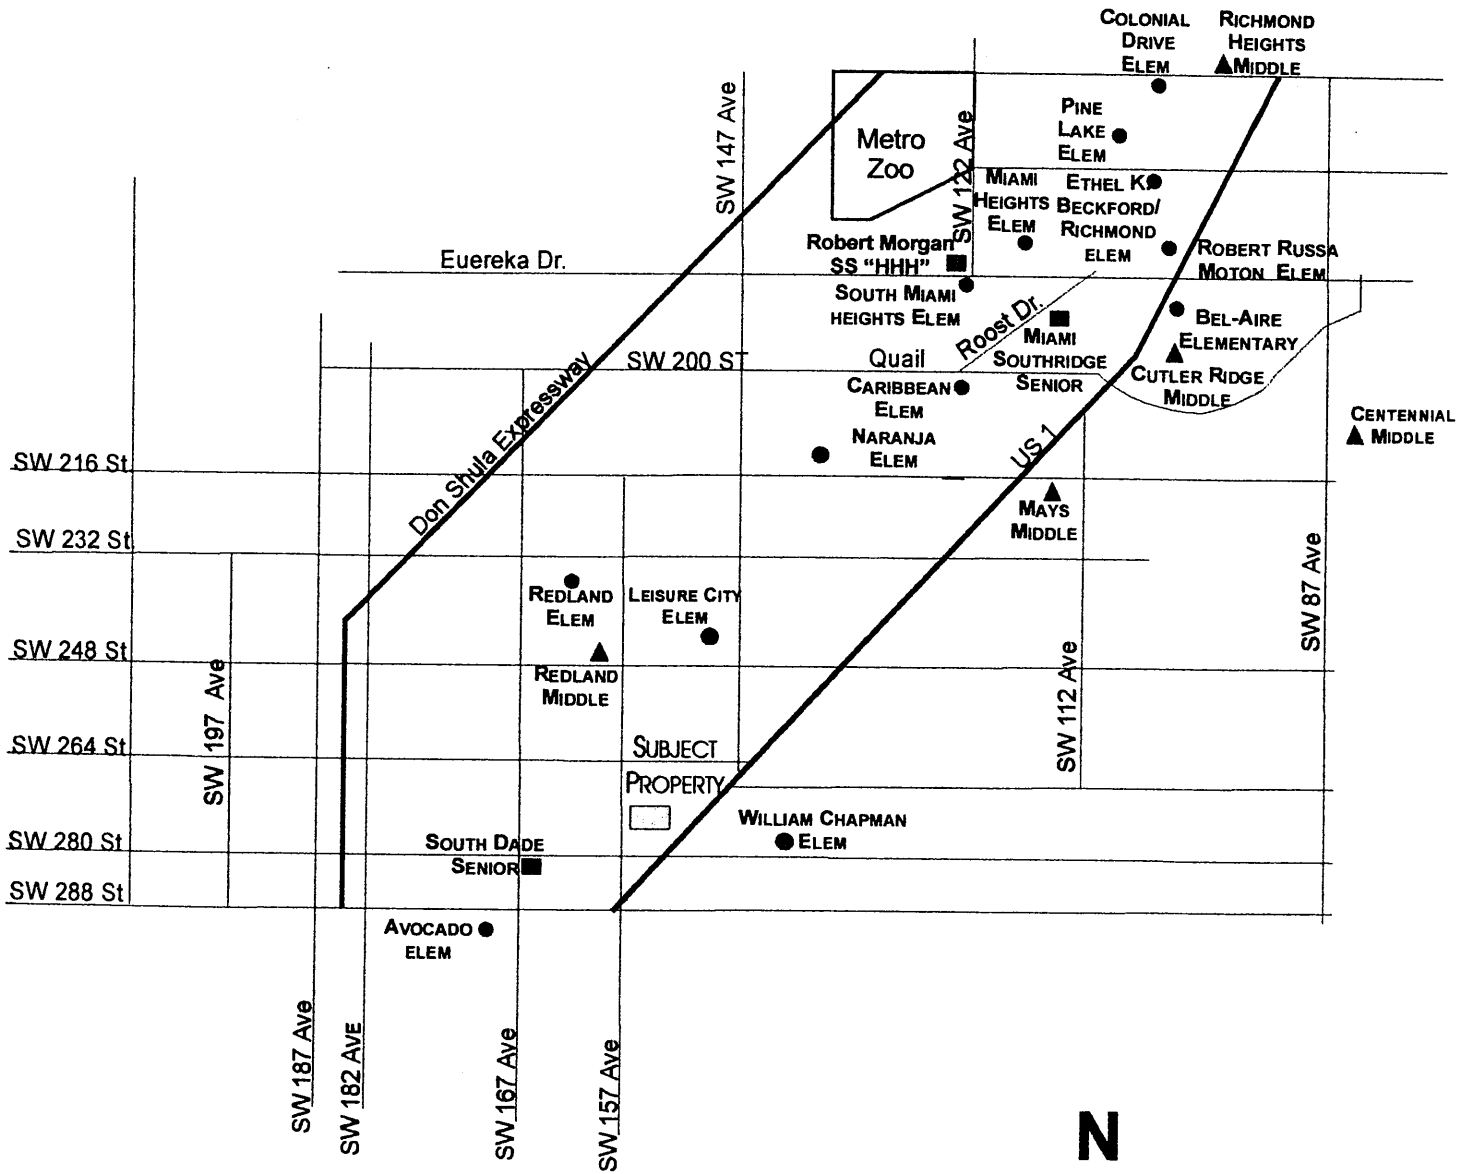 COLONIAL
DRIVE
ELEM
RICHMOND
HEIGHTS
MIDDLE
PINE
LAKE
ELEM
SW 147 Ave
Metro
Zoo
SW 122 Ave
MIAMI
HEIGHTS
ELEM
ETHEL K.
BECKFORD/
RICHMOND
ELEM
Robert Morgan
SS “HHH”
ROBERT RUSSA
MOTON ELEM
Euereka Dr.
SOUTH MIAMI
HEIGHTS ELEM
Roost Dr.
BEL-AIRE
ELEMENTARY
MIAMI
SOUTHRIDGE
SENIOR
SW 200 ST
Quail
CUTLER RIDGE
MIDDLE
CARIBBEAN
ELEM
CENTENNIAL
MIDDLE
Don Shula Expressway
NARANJA
ELEM
US 1
SW 216 St
MAYS
MIDDLE
SW 232 St
SW 87 Ave
REDLAND
ELEM
LEISURE CITY
ELEM
SW 248 St
REDLAND
MIDDLE
SW 197 Ave
SW 112 Ave
SW 264 St
SUBJECT
PROPERTY
WILLIAM CHAPMAN
ELEM
SW 280 St
SOUTH DADE
SENIOR
SW 288 St
AVOCADO
ELEM
SW 187 Ave
SW 182 AVE
SW 167 Ave
SW 157 Ave
N